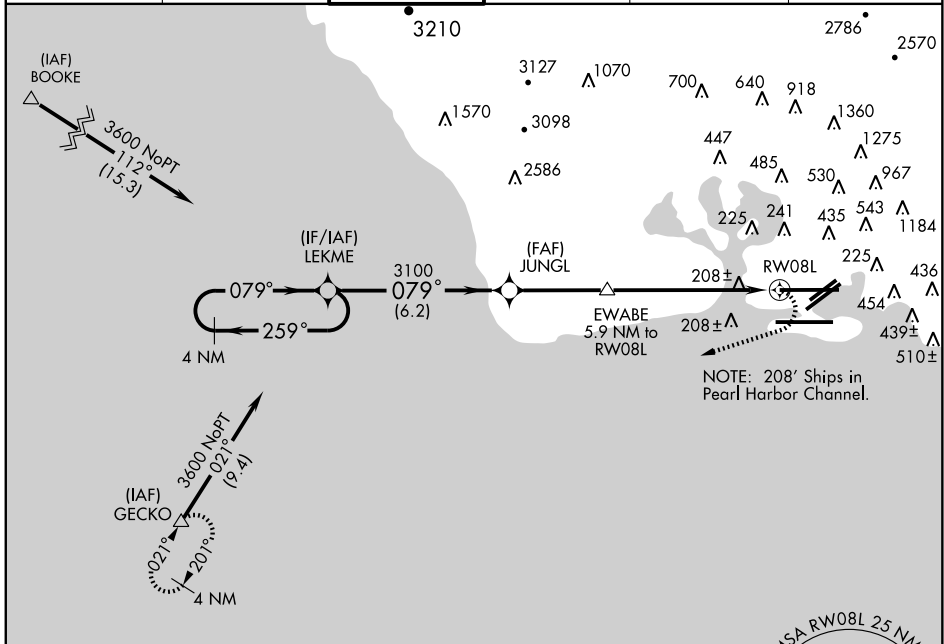 3210
2786
2570
(IAF)
BOOKE
3127
1070
700
640
918
1570
3098
1360
3600 NoPT
112°
(15.3)
1275
447
2586
485
530
967
225
241
435
543
1184
(IF/IAF)
LEKME
(FAF)
JUNGL
3100
079°
(6.2)
079°
259°
4 NM
208±
RW08L
225
436
EWABE
5.9 NM to
RW08L
208±
454
439±
510±
NOTE: 208' Ships in
Pearl Harbor Channel.
3600 NoPT
021°
(9.4)
(IAF)
GECKO
021°
201°
4 NM
MSA RW08L 25 NM